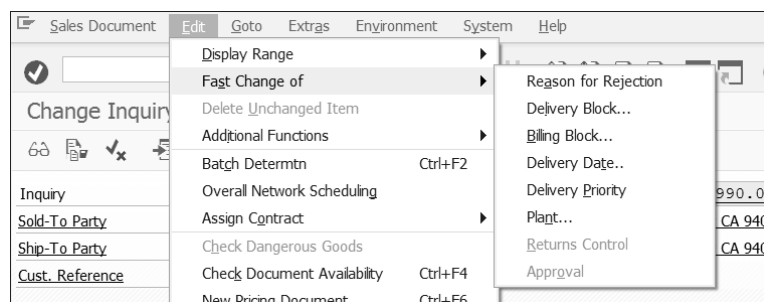 Sales Document Edit Goto Extras Environment System Help
Display Range
Fast Change of
Reason for Rejection
Change Inquiry
Delete Unchanged Item
Delivery Block...
Additional Functions
Billing Block...
Batch Determtn Ctrl+F2
Delivery Date..
Inquiry
Overall Network Scheduling
Delivery Priority
990.0
Sold-To Party
Assign Contract
Plant...
CA 940
Ship-To Party
Check Dangerous Goods
Returns Control
CA 940
Cust. Reference
Check Document Availability Ctrl+F4
Approval
New Pricing Document Ctrl+F6